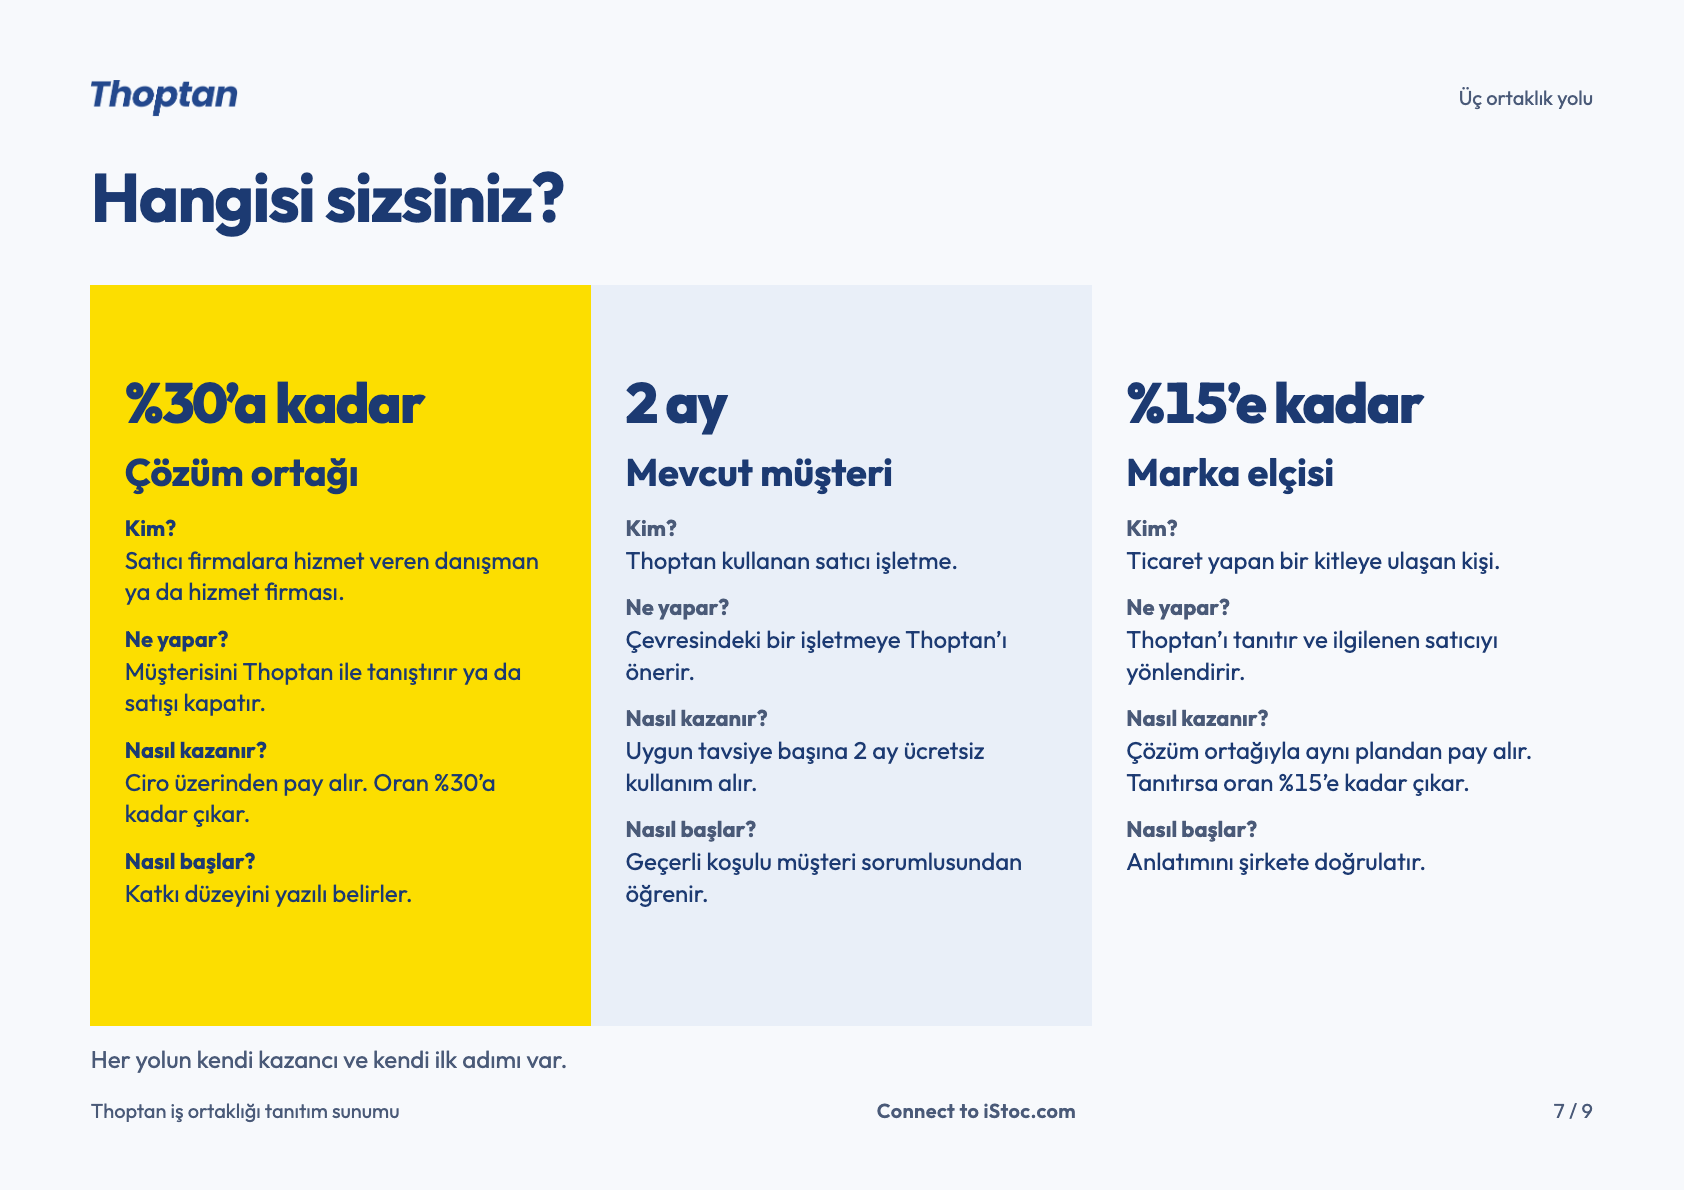 Thoptan
Üç ortaklık yolu
Hangisi sizsiniz?
%30’a kadar
Çözüm ortağı
Kim?
Satıcı firmalara hizmet veren danışman
ya da hizmet firması.
Ne yapar?
Müşterisini Thoptan ile tanıştırır ya da
satışı kapatır.
Nasıl kazanır?
Ciro üzerinden pay alır. Oran %30’a
kadar çıkar.
Nasıl başlar?
Katkı düzeyini yazılı belirler.
2 ay
Mevcut müşteri
Kim?
Thoptan kullanan satıcı işletme.
Ne yapar?
Çevresindeki bir işletmeye Thoptan’ı
önerir.
Nasıl kazanır?
Uygun tavsiye başına 2 ay ücretsiz
kullanım alır.
Nasıl başlar?
Geçerli koşulu müşteri sorumlusundan
öğrenir.
%15’e kadar
Marka elçisi
Kim?
Ticaret yapan bir kitleye ulaşan kişi.
Ne yapar?
Thoptan’ı tanıtır ve ilgilenen satıcıyı
yönlendirir.
Nasıl kazanır?
Çözüm ortağıyla aynı plandan pay alır.
Tanıtırsa oran %15’e kadar çıkar.
Nasıl başlar?
Anlatımını şirkete doğrulatır.
Her yolun kendi kazancı ve kendi ilk adımı var.
Thoptan iş ortaklığı tanıtım sunumu
Connect to iStoc.com
7 / 9